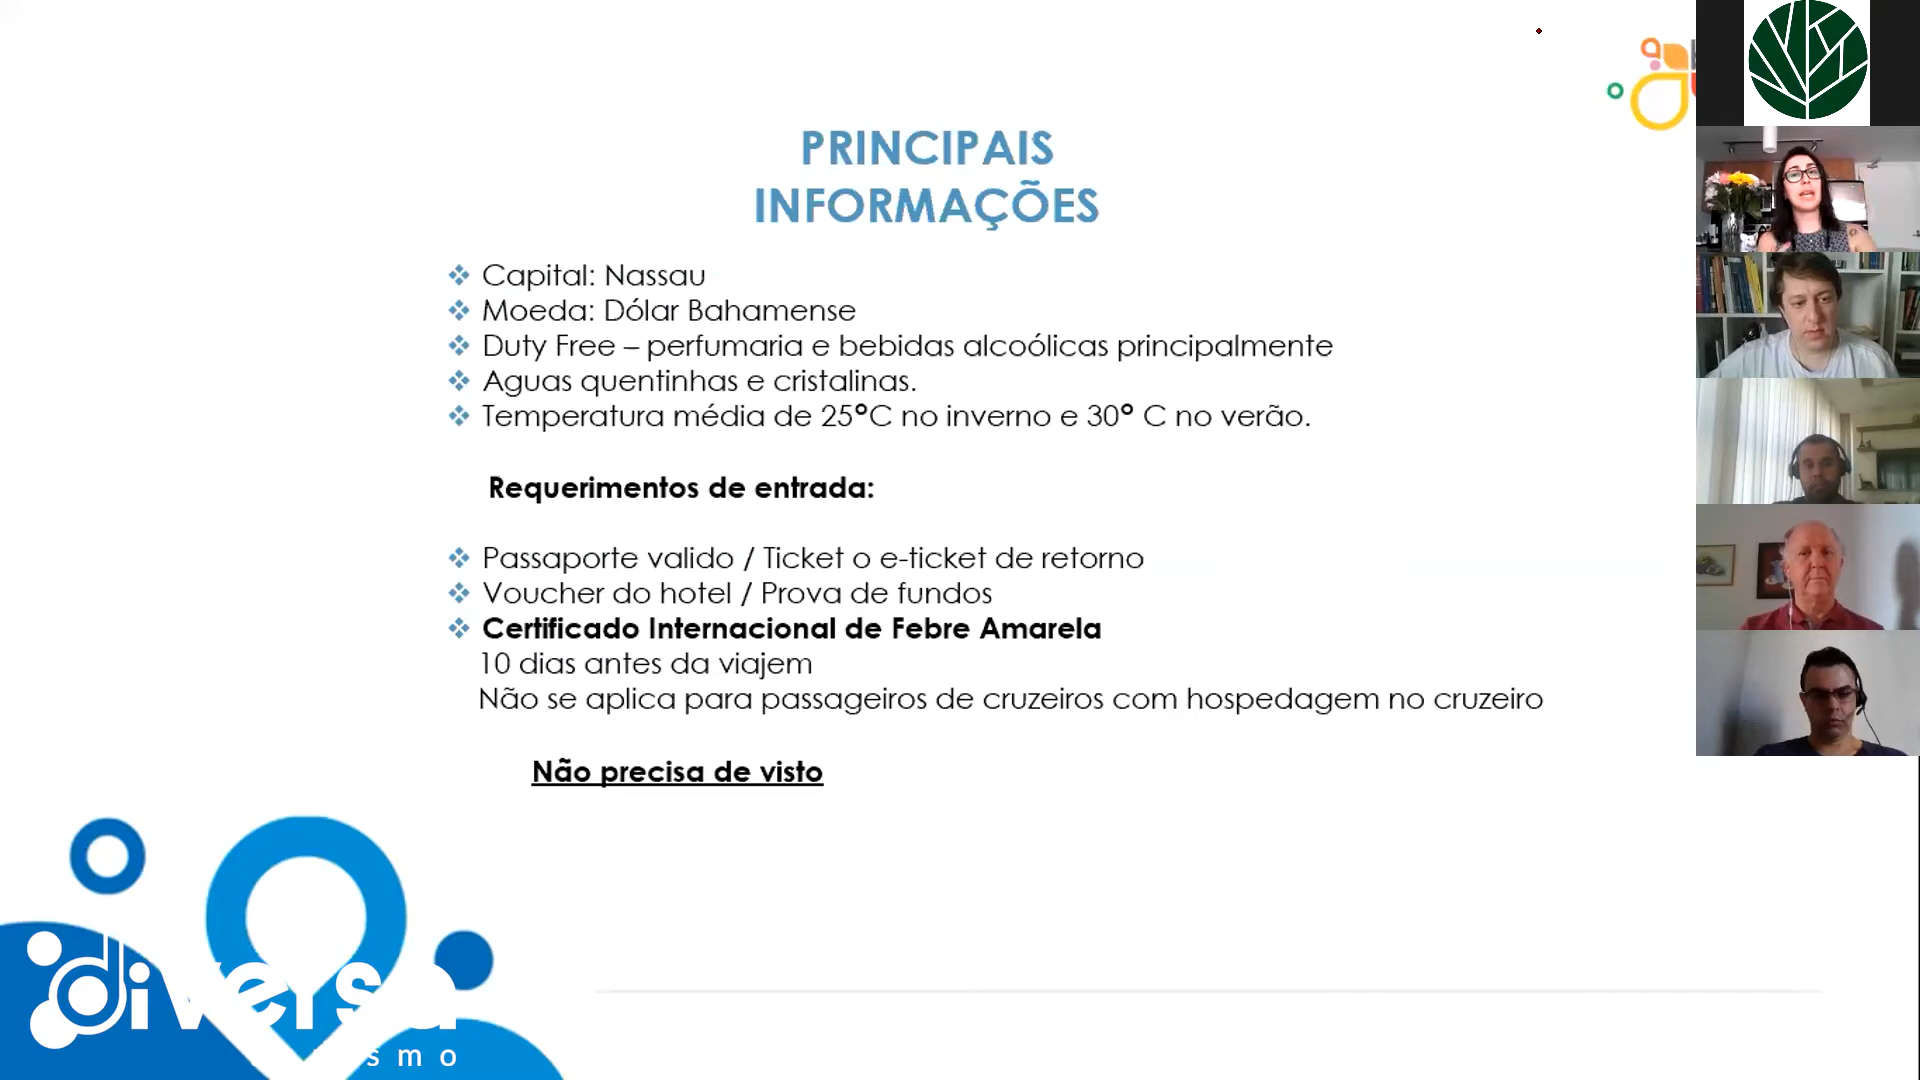 PRINCIPAIS
INFORMAÇÕES
Capital: Nassau
Moeda: Dólar Bahamense
Duty Free – perfumaria e bebidas alcoólicas principalmente
Aguas quentinhas e cristalinas.
Temperatura média de 25°C no inverno e 30° C no verão.
Requerimentos de entrada:
Passaporte valido / Ticket o e-ticket de retorno
Voucher do hotel / Prova de fundos
Certificado Internacional de Febre Amarela
10 dias antes da viajem
Não se aplica para passageiros de cruzeiros com hospedagem no cruzeiro
Não precisa de visto
diversa